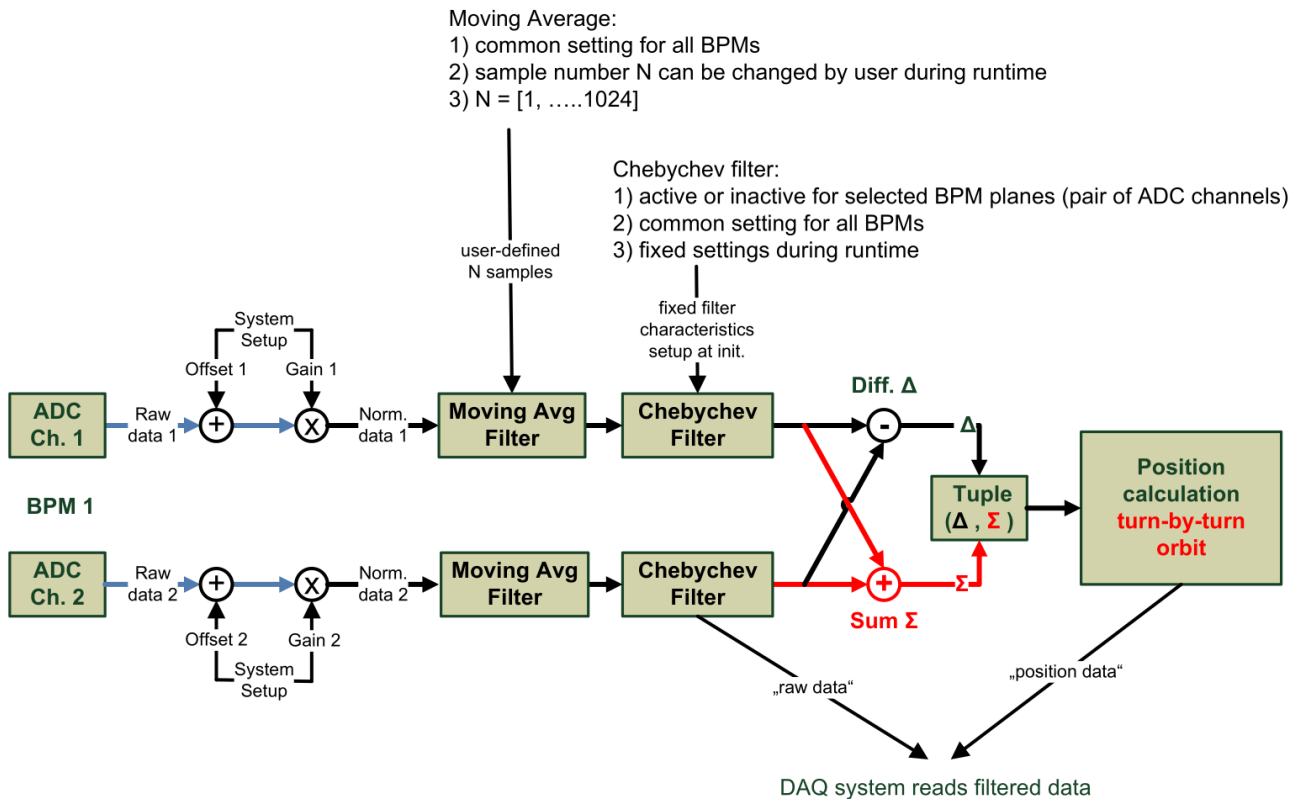 Moving Average:
1) common setting for all BPMs
2) sample number N can be changed by user during runtime
3) N = [1, …..1024]
Chebychev filter:
1) active or inactive for selected BPM planes (pair of ADC channels)
2) common setting for all BPMs
3) fixed settings during runtime
user-defined
N samples
fixed filter
characteristics
setup at init.
System
Setup
Offset 1
Gain 1
Diff. Δ
ADC
Ch. 1
Raw
data 1
+
X
Norm.
data 1
Moving Avg
Filter
Chebychev
Filter
-
Δ
Tuple
(Δ , Σ )
Position
calculation
turn-by-turn
orbit
BPM 1
ADC
Ch. 2
Raw
data 2
+
X
Norm.
data 2
Moving Avg
Filter
Chebychev
Filter
+
Σ
Sum Σ
Offset 2
Gain 2
System
Setup
„raw data“
„position data“
DAQ system reads filtered data